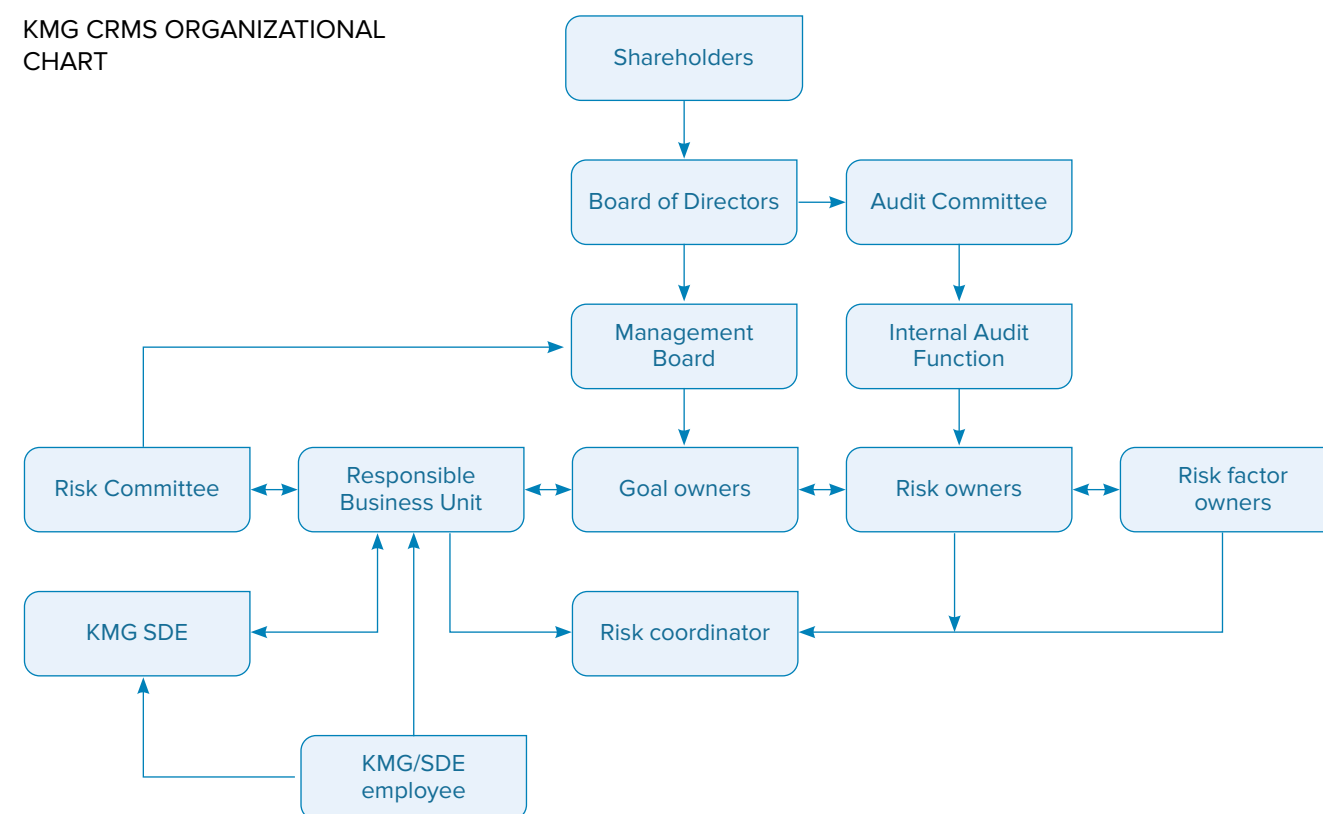 KMG CRMS ORGANIZATIONAL
CHART
Shareholders
Board of Directors
Audit Committee
Management
Board
Internal Audit
Function
Risk Committee
Responsible
Business Unit
Goal owners
Risk owners
Risk factor
owners
KMG SDE
Risk coordinator
KMG/SDE
employee